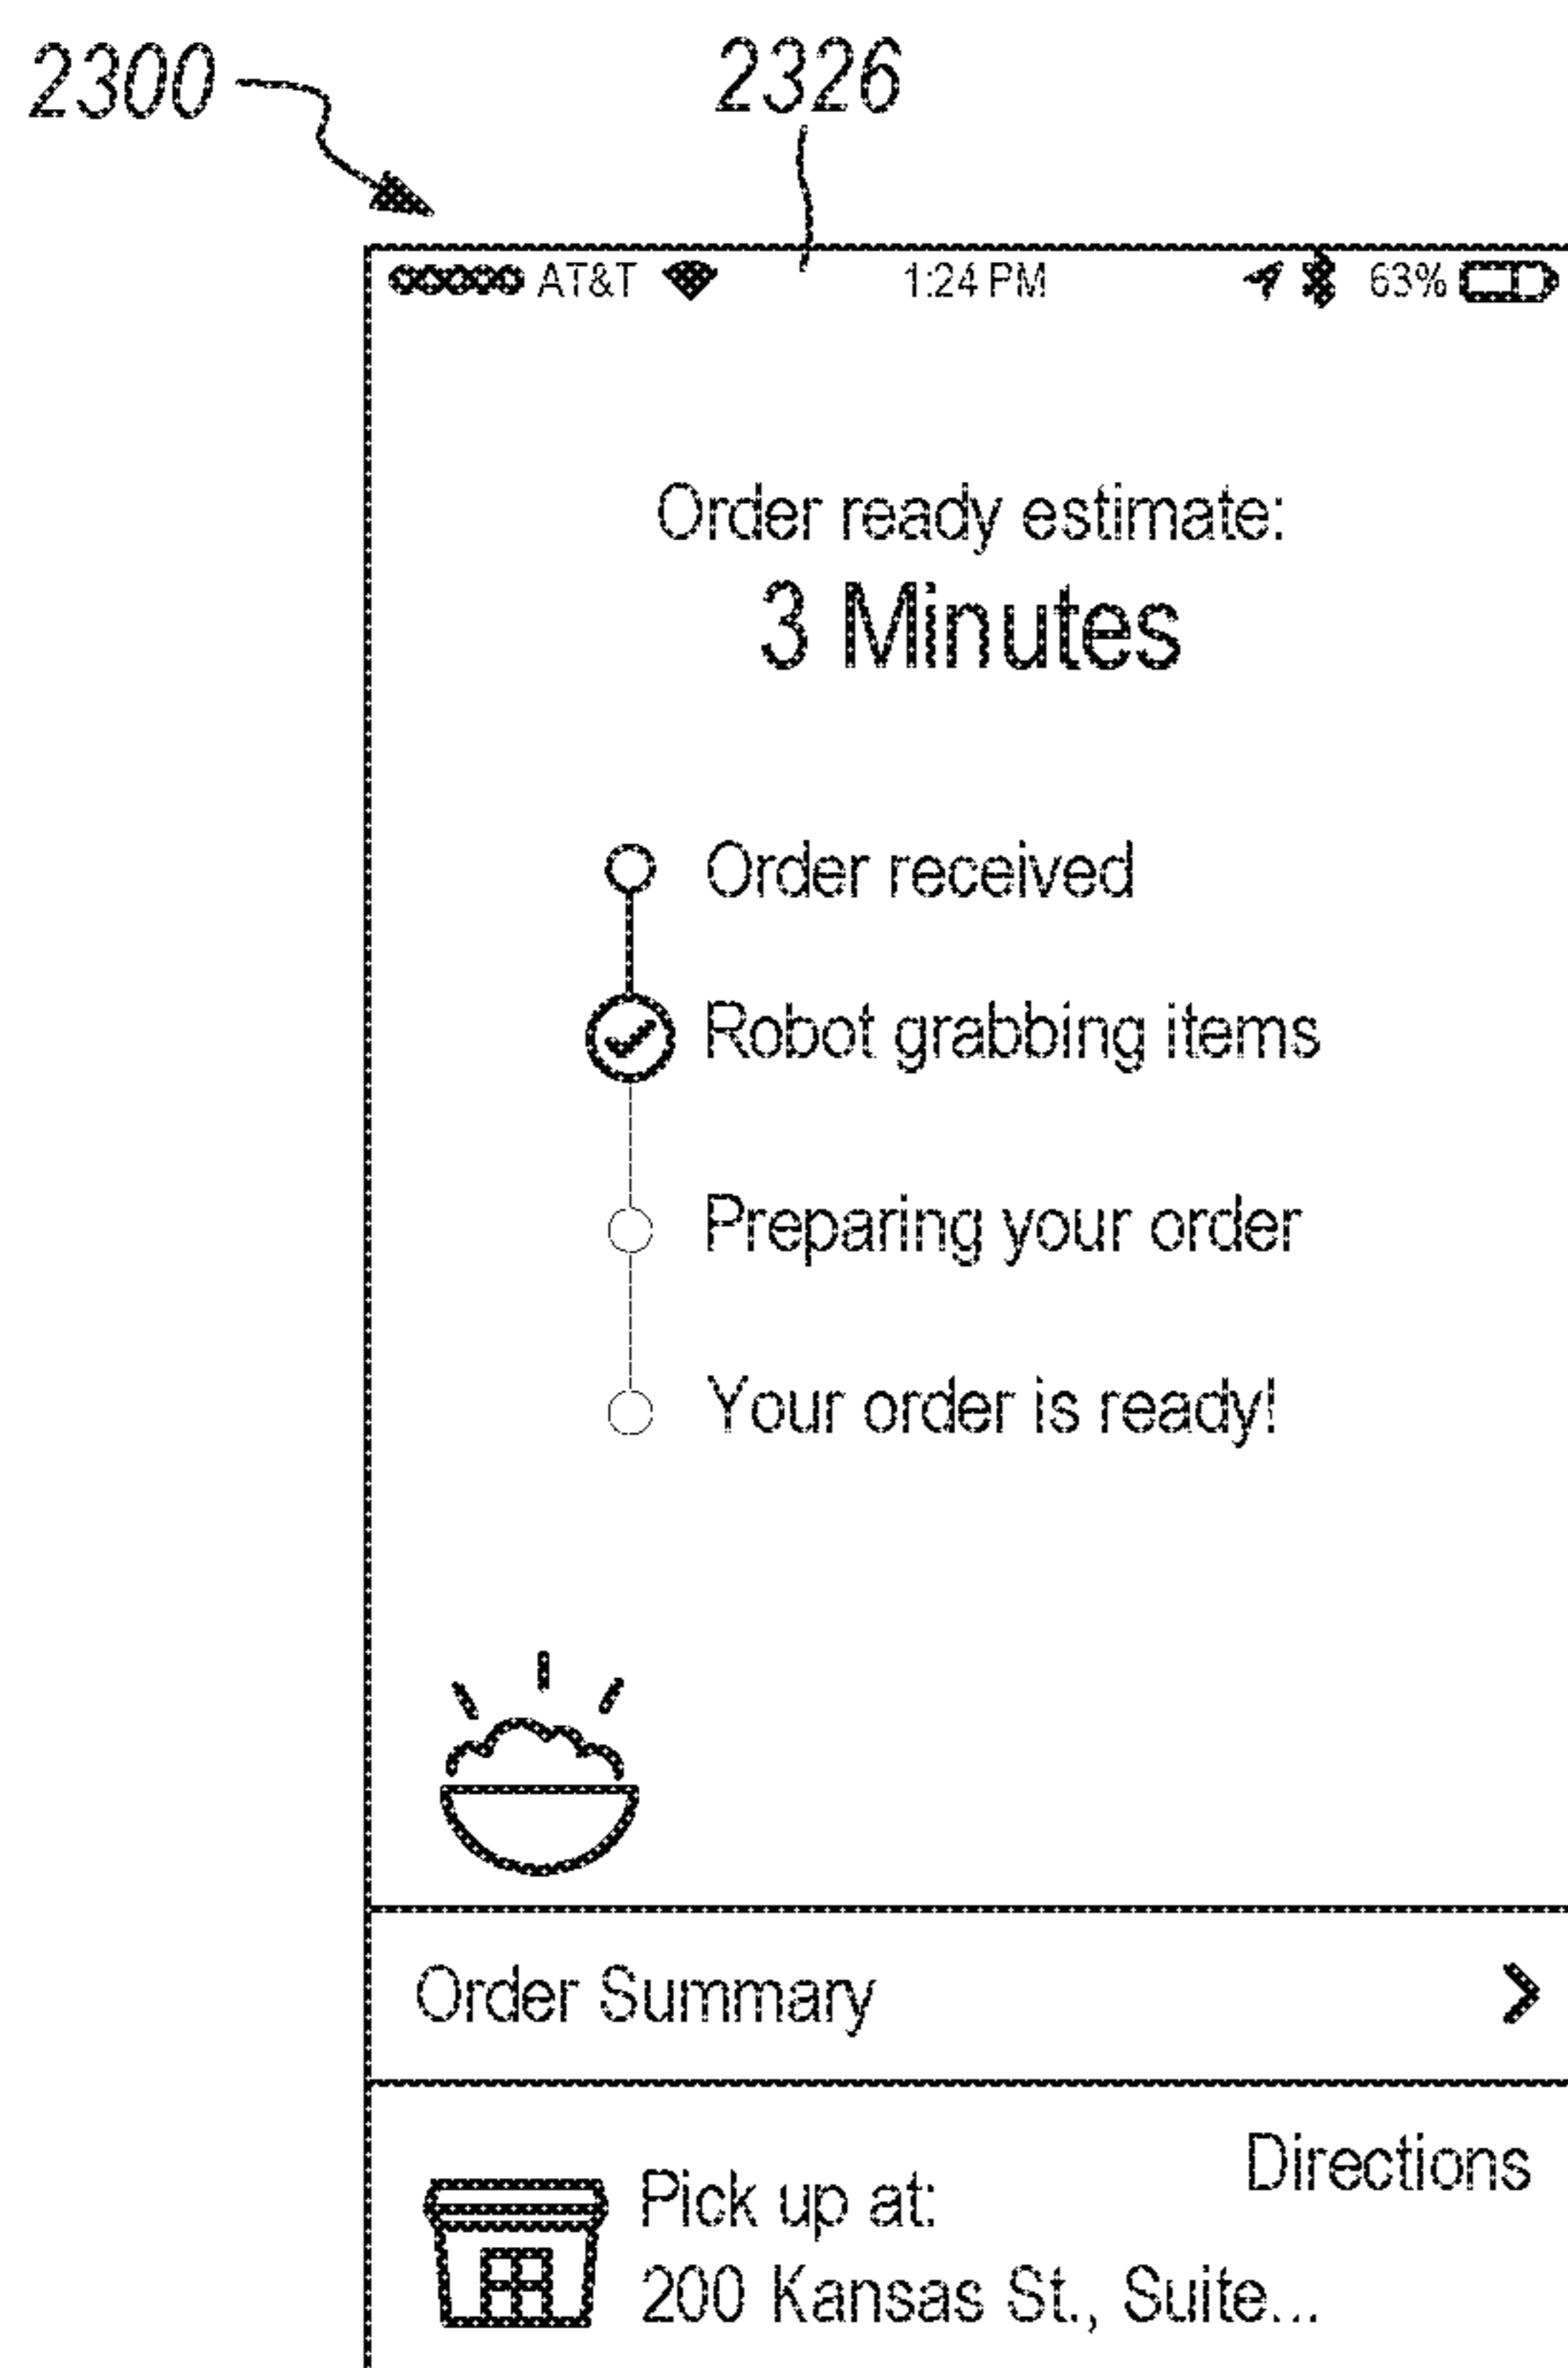 2300
2326
AT&T 1:24 PM 63%
Order ready estimate:
3 Minutes
Order received
Robot grabbing items
Preparing your order
Your order is ready!
Order Summary
Directions
Pick up at:
200 Kansas St., Suite...